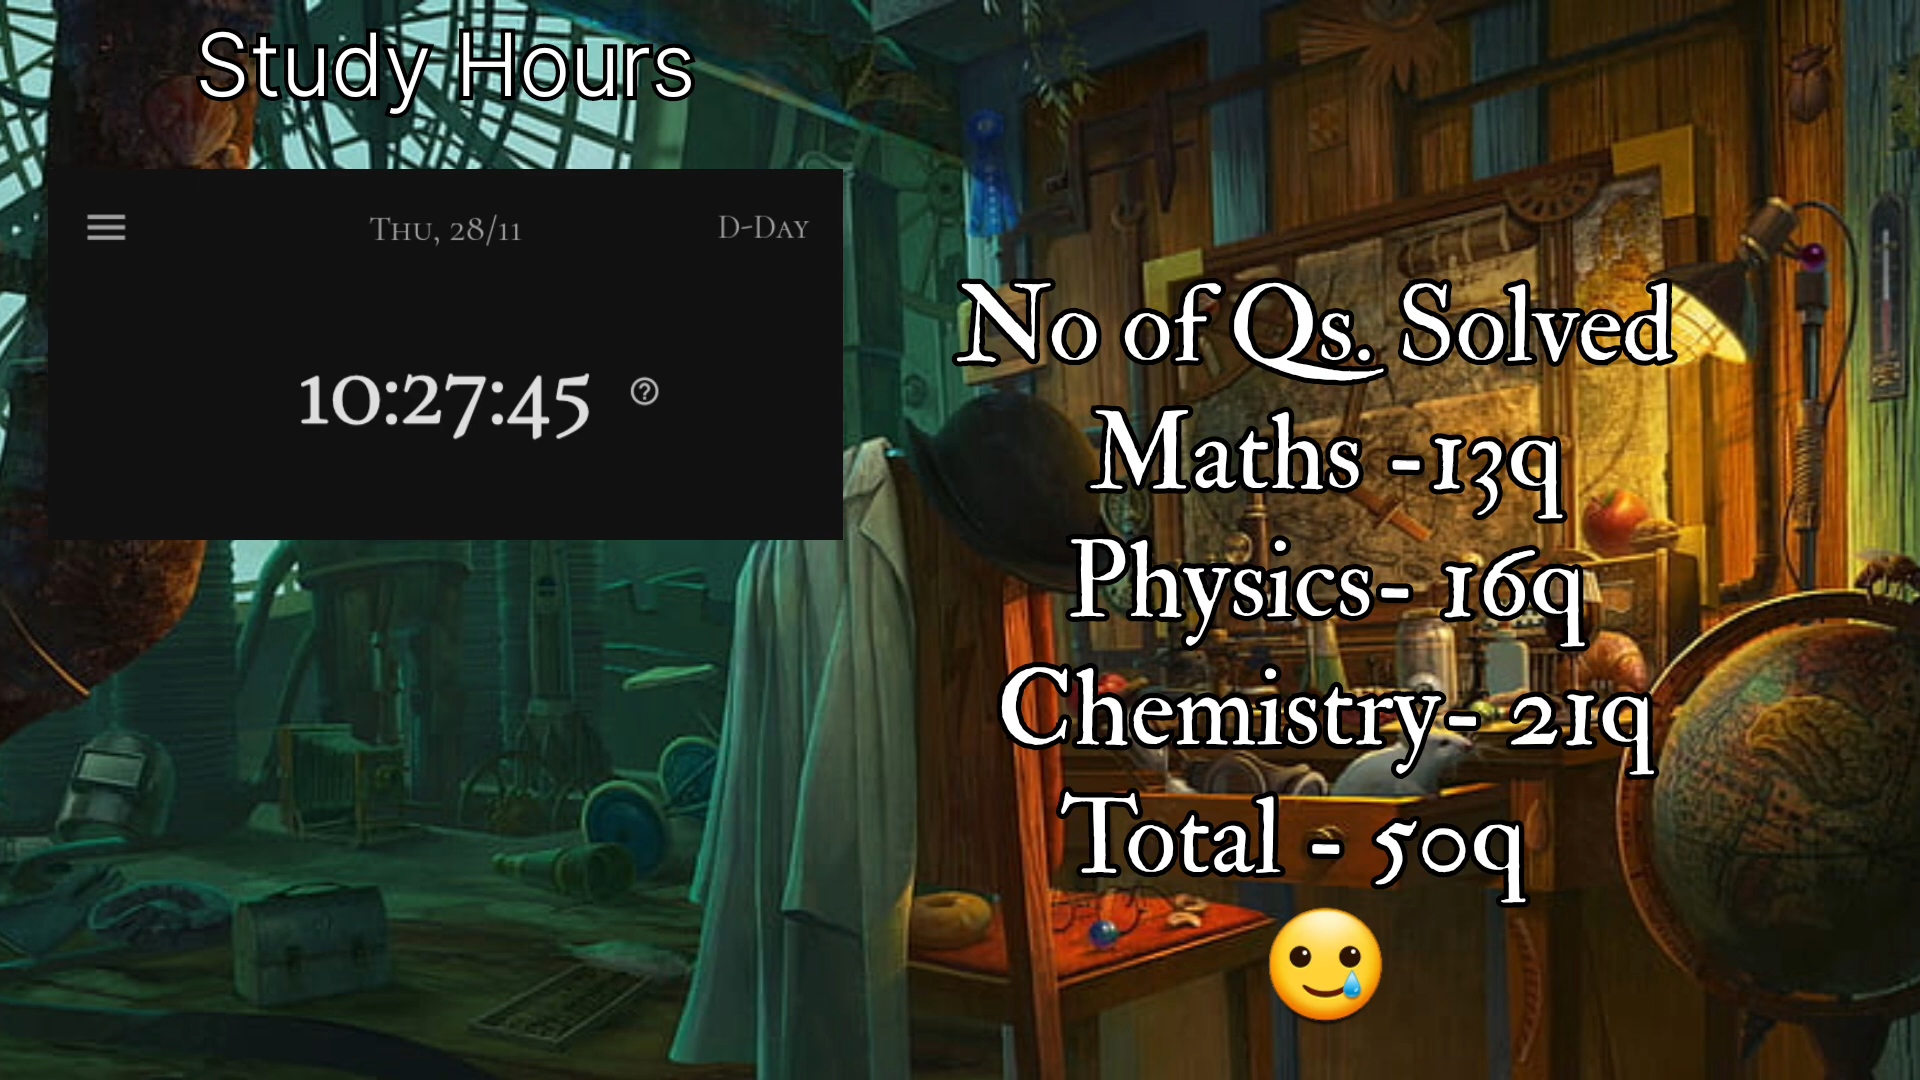 Study Hours
Thu, 28/11
D-Day
10:27:45
No of Qs. Solved
Maths -13q
Physics- 16q
Chemistry- 21q
Total - 50q